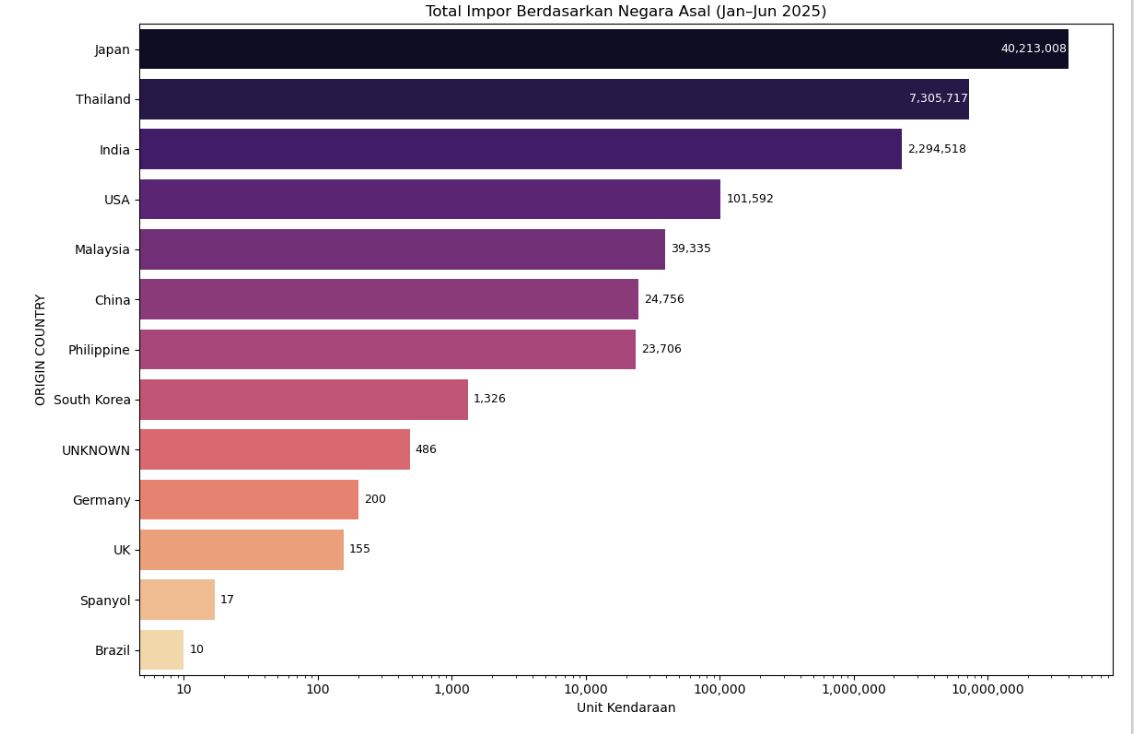 Total Impor Berdasarkan Negara Asal (Jan–Jun 2025)
ORIGIN COUNTRY
Japan 40,213,008
Thailand 7,305,717
India 2,294,518
USA 101,592
Malaysia 39,335
China 24,756
Philippine 23,706
South Korea 1,326
UNKNOWN 486
Germany 200
UK 155
Spanyol 17
Brazil 10
10 100 1,000 10,000 100,000 1,000,000 10,000,000
Unit Kendaraan